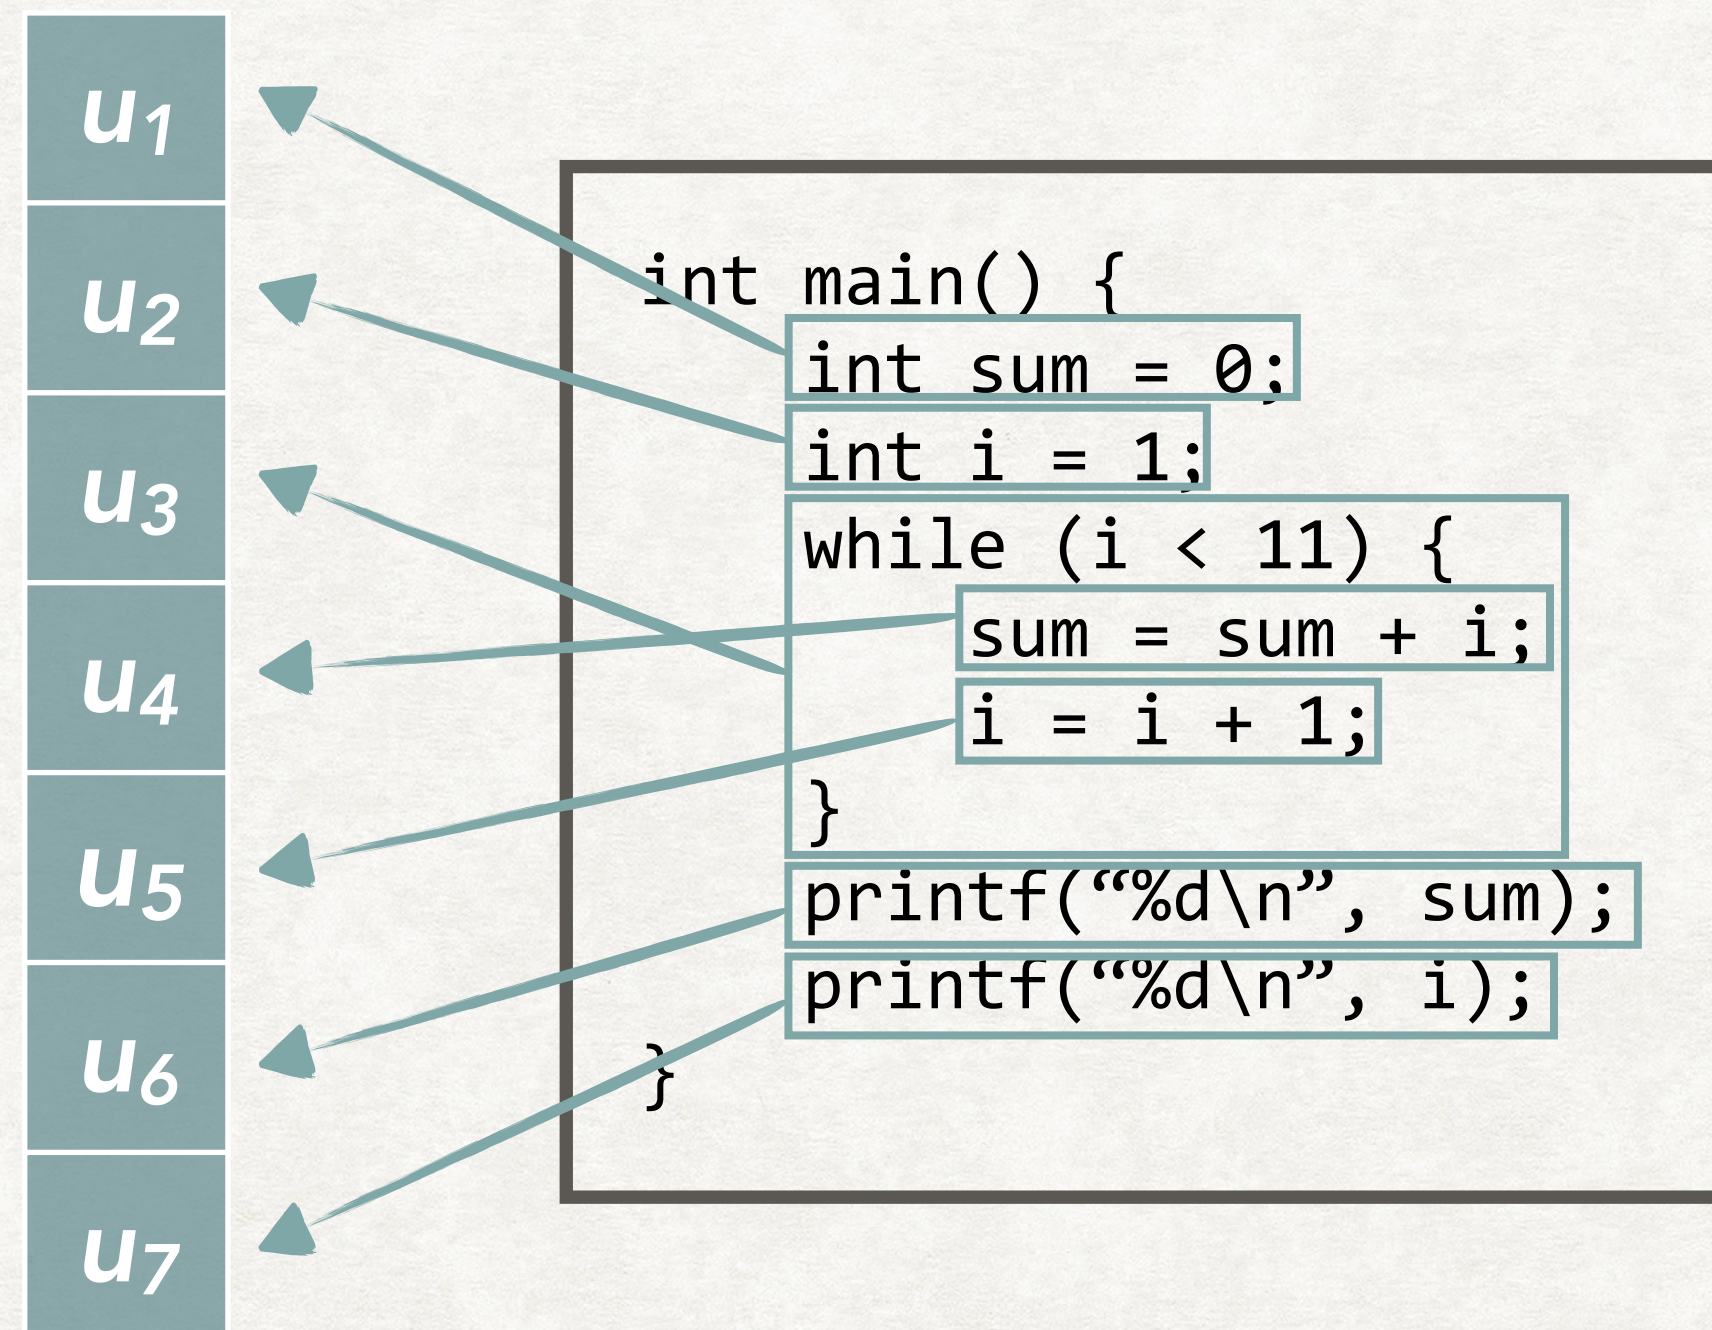 u1
u2
u3
u4
u5
u6
u7
int main() {
int sum = 0;
int i = 1;
while (i < 11) {
sum = sum + i;
i = i + 1;
}
printf(“%d\n”, sum);
printf(“%d\n”, i);
}